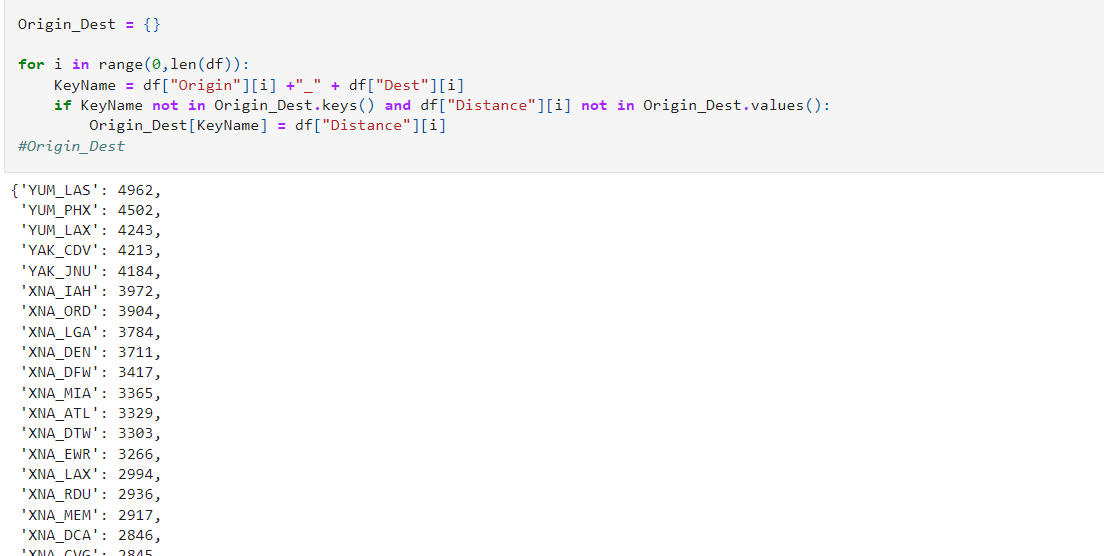 Origin_Dest = {}
for i in range(0,len(df)):
KeyName = df["Origin"][i] +"_" + df["Dest"][i]
if KeyName not in Origin_Dest.keys() and df["Distance"][i] not in Origin_Dest.values():
Origin_Dest[KeyName] = df["Distance"][i]
#Origin_Dest
{'YUM_LAS': 4962,
'YUM_PHX': 4502,
'YUM_LAX': 4243,
'YAK_CDV': 4213,
'YAK_JNU': 4184,
'XNA_IAH': 3972,
'XNA_ORD': 3904,
'XNA_LGA': 3784,
'XNA_DEN': 3711,
'XNA_DFW': 3417,
'XNA_MIA': 3365,
'XNA_ATL': 3329,
'XNA_DTW': 3303,
'XNA_EWR': 3266,
'XNA_LAX': 2994,
'XNA_RDU': 2936,
'XNA_MEM': 2917,
'XNA_DCA': 2846,
'XNA_CVG': 2845,